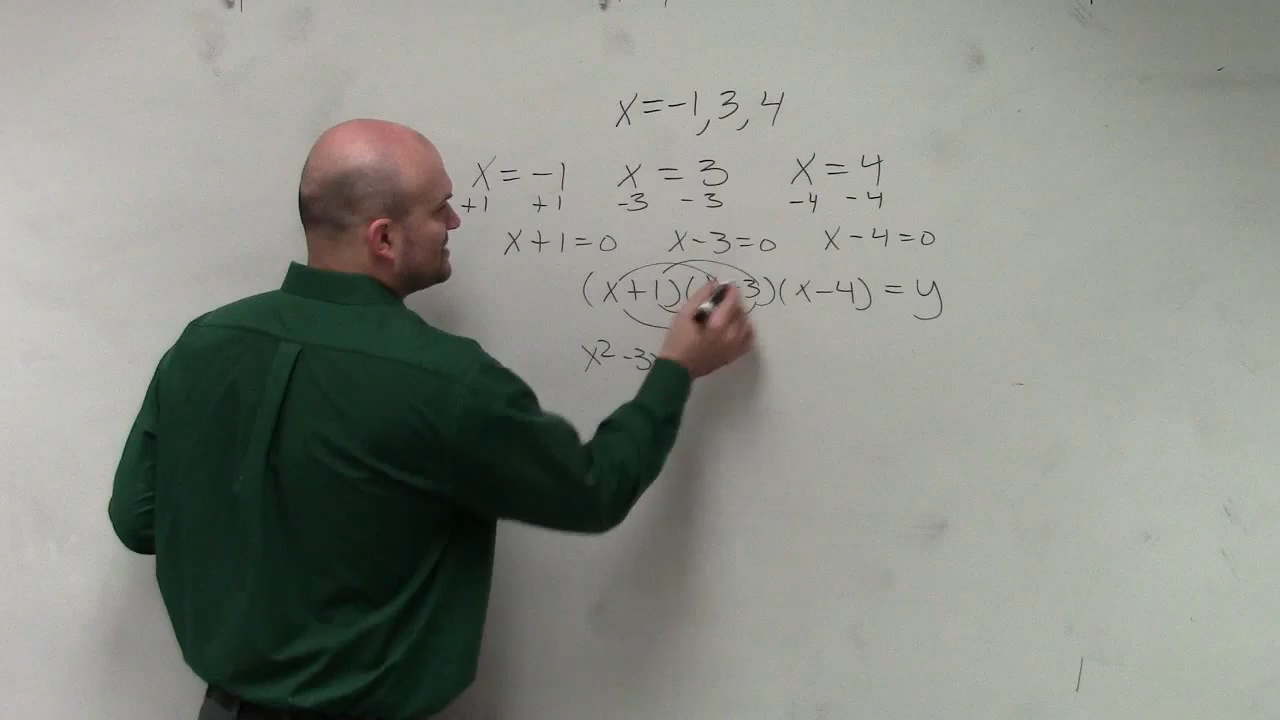 x=-1,3,4
x=-1 x=3 x=4
+1 +1 -3 -3 -4 -4
x+1=0 x-3=0 x-4=0
(x+1)( -3)(x-4)=y
x²-3